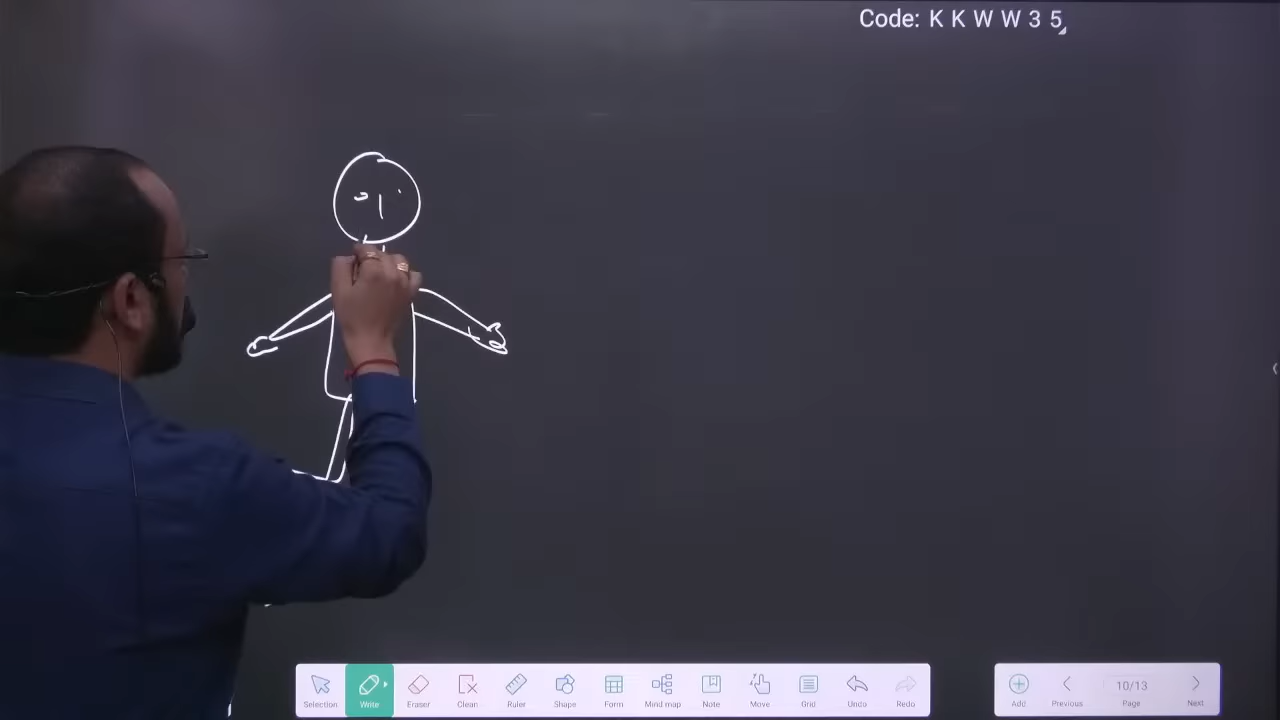 Code: K K W W 3 5
Selection Write Eraser Clean Ruler Shape Form Mind map Note Move Grid Undo Redo
Add Previous 10/13 Page Next